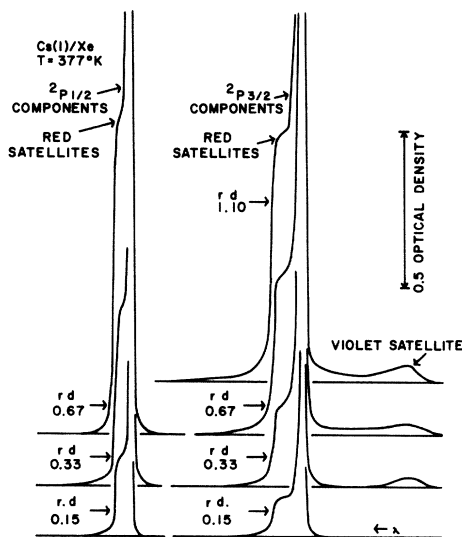 Cs(1)/Xe
T=377°K
2P1/2
COMPONENTS
RED
SATELLITES
2P3/2
COMPONENTS
RED
SATELLITES
r d
1.10
0.5 OPTICAL DENSITY
VIOLET SATELLITE
r d
0.67
r d
0.67
r d
0.33
r d
0.33
r.d
0.15
r d.
0.15
←λ